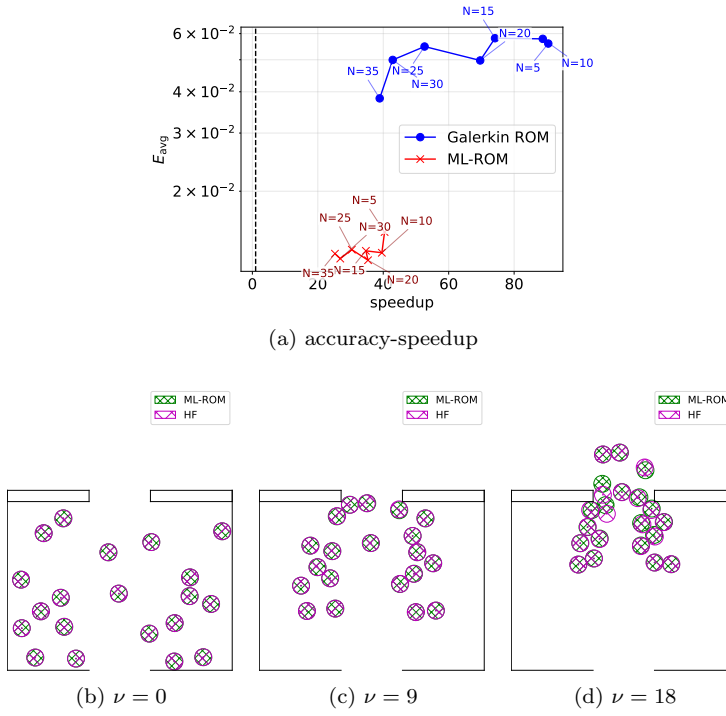 6 × 10⁻²
4 × 10⁻²
3 × 10⁻²
2 × 10⁻²
E_avg
N=15
N=20
N=35
N=25
N=30
N=5
N=10
Galerkin ROM
ML-ROM
N=5
N=25
N=30
N=10
N=35
N=15
N=20
0 20 40 60 80
speedup
(a) accuracy-speedup
ML-ROM
HF
ML-ROM
HF
ML-ROM
HF
(b) ν = 0
(c) ν = 9
(d) ν = 18